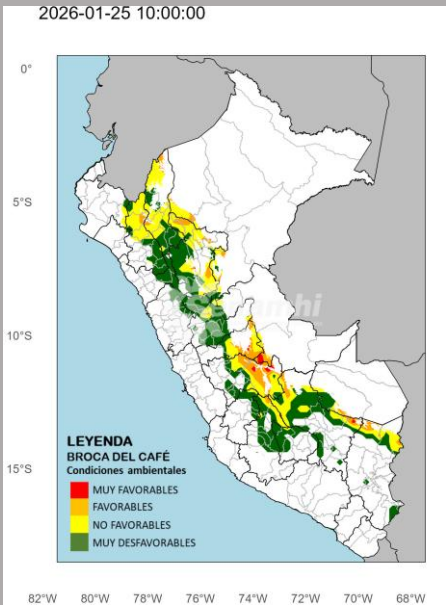 2026-01-25 10:00:00
0°
5°S
10°S
15°S
Senamhi
LEYENDA
BROCA DEL CAFÉ
Condiciones ambientales
MUY FAVORABLES
FAVORABLES
NO FAVORABLES
MUY DESFAVORABLES
82°W 80°W 78°W 76°W 74°W 72°W 70°W 68°W